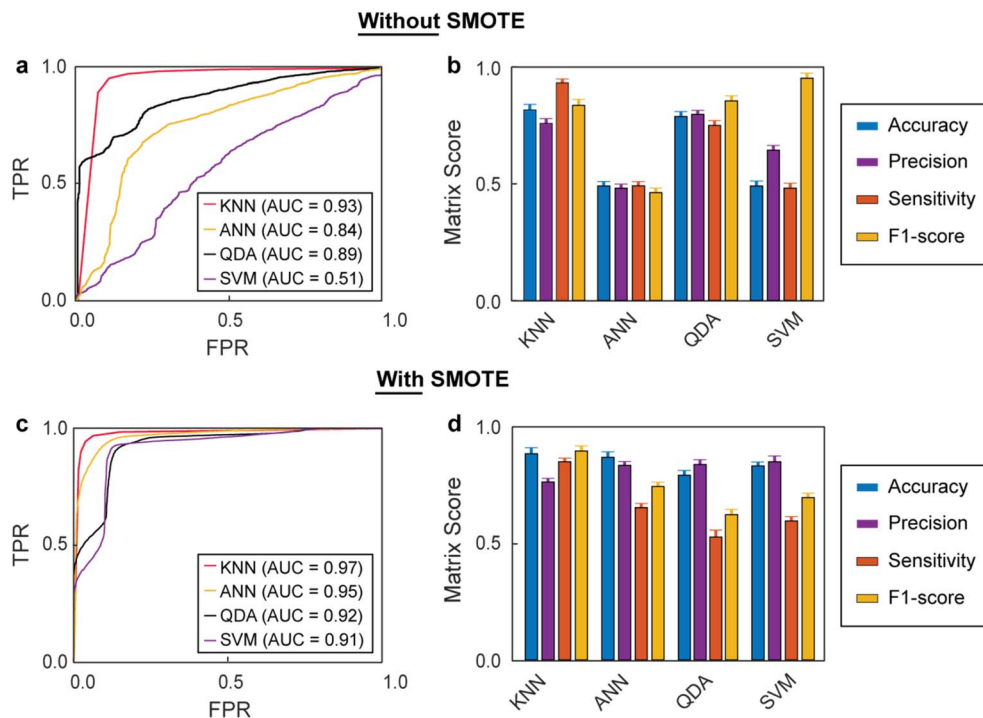 Without SMOTE
a
1.0
0.5
0.0
TPR
KNN (AUC = 0.93)
ANN (AUC = 0.84)
QDA (AUC = 0.89)
SVM (AUC = 0.51)
0.0 0.5 1.0
FPR
b
1.0
0.5
0.0
Matrix Score
KNN ANN QDA SVM
Accuracy
Precision
Sensitivity
F1-score
With SMOTE
c
1.0
0.5
0.0
TPR
KNN (AUC = 0.97)
ANN (AUC = 0.95)
QDA (AUC = 0.92)
SVM (AUC = 0.91)
0.0 0.5 1.0
FPR
d
1.0
0.5
0.0
Matrix Score
KNN ANN QDA SVM
Accuracy
Precision
Sensitivity
F1-score